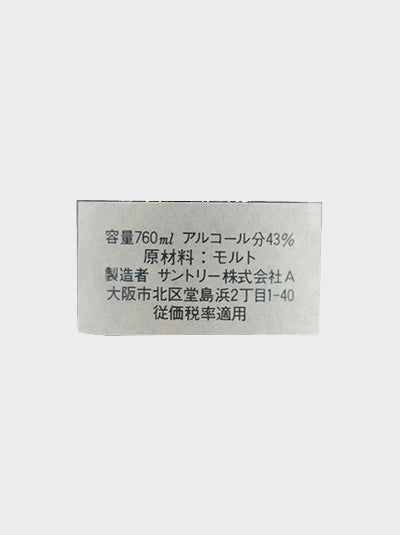 容量760ml アルコール分43%
原材料：モルト
製造者 サントリー株式会社A
大阪市北区堂島浜2丁目1-40
従価税率適用